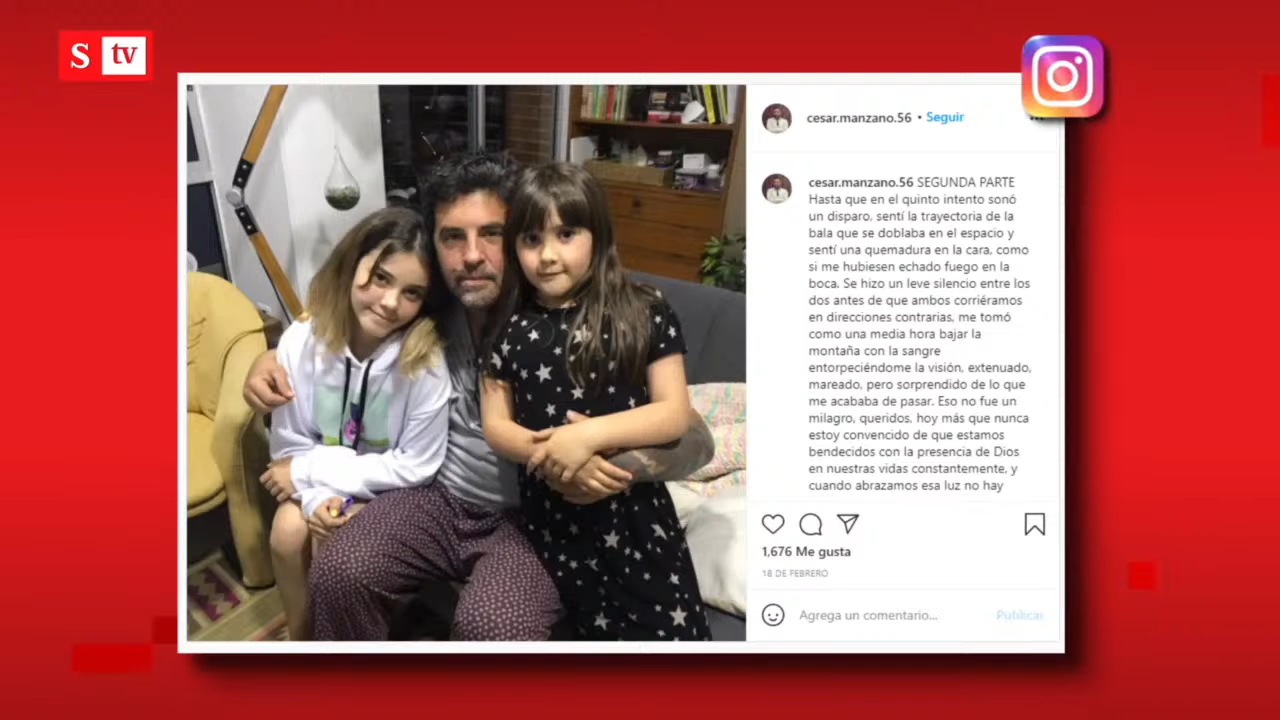 S tv
cesar.manzano.56 • Seguir
cesar.manzano.56 SEGUNDA PARTE
Hasta que en el quinto intento sonó
un disparo, sentí la trayectoria de la
bala que se doblaba en el espacio y
sentí una quemadura en la cara, como
si me hubiesen echado fuego en la
boca. Se hizo un leve silencio entre los
dos antes de que ambos corriéramos
en direcciones contrarias, me tomó
como una media hora bajar la
montaña con la sangre
entorpeciéndome la visión, extenuado,
mareado, pero sorprendido de lo que
me acababa de pasar. Eso no fue un
milagro, queridos, hoy más que nunca
estoy convencido de que estamos
bendecidos con la presencia de Dios
en nuestras vidas constantemente, y
cuando abrazamos esa luz no hay
1,676 Me gusta
18 DE FEBRERO
Agrega un comentario... Publicar